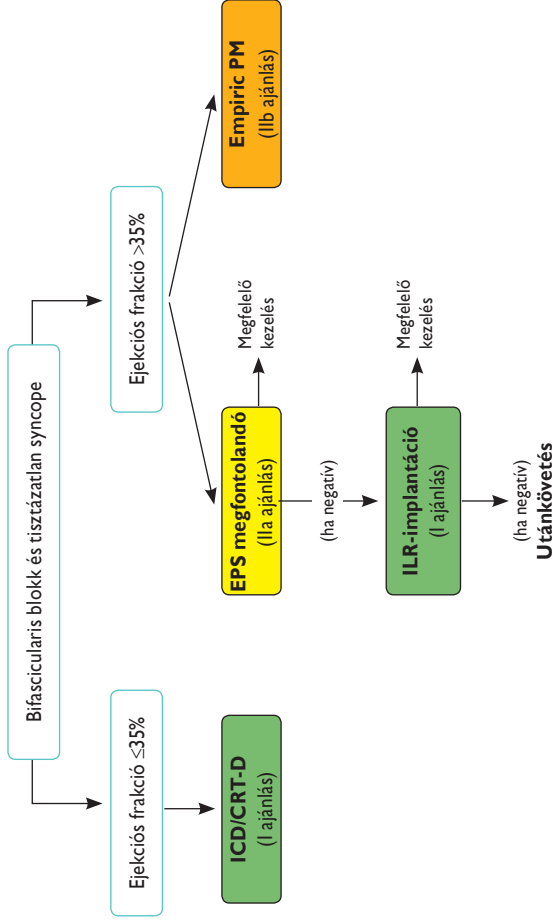 Bifascicularis blokk és tisztázatlan syncope
Ejekciós frakció ≤35%
Ejekciós frakció >35%
ICD/CRT-D
(I ajánlás)
EPS megfontolandó
(IIa ajánlás)
Empiric PM
(IIb ajánlás)
Megfelelő
kezelés
(ha negatív)
ILR-implantáció
(I ajánlás)
Megfelelő
kezelés
(ha negatív)
Utánkövetés